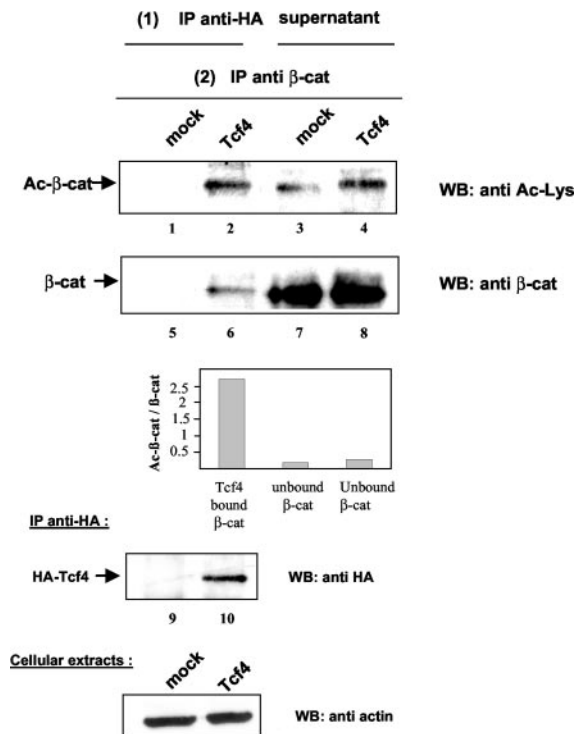 (1) IP anti-HA supernatant
(2) IP anti β-cat
mock Tcf4 mock Tcf4
Ac-β-cat WB: anti Ac-Lys
1 2 3 4
β-cat WB: anti β-cat
5 6 7 8
Ac-ß-cat / ß-cat
2.5
2
1.5
1
0.5
Tcf4 unbound Unbound
bound β-cat β-cat
β-cat
IP anti-HA :
HA-Tcf4 WB: anti HA
9 10
Cellular extracts :
mock Tcf4
WB: anti actin